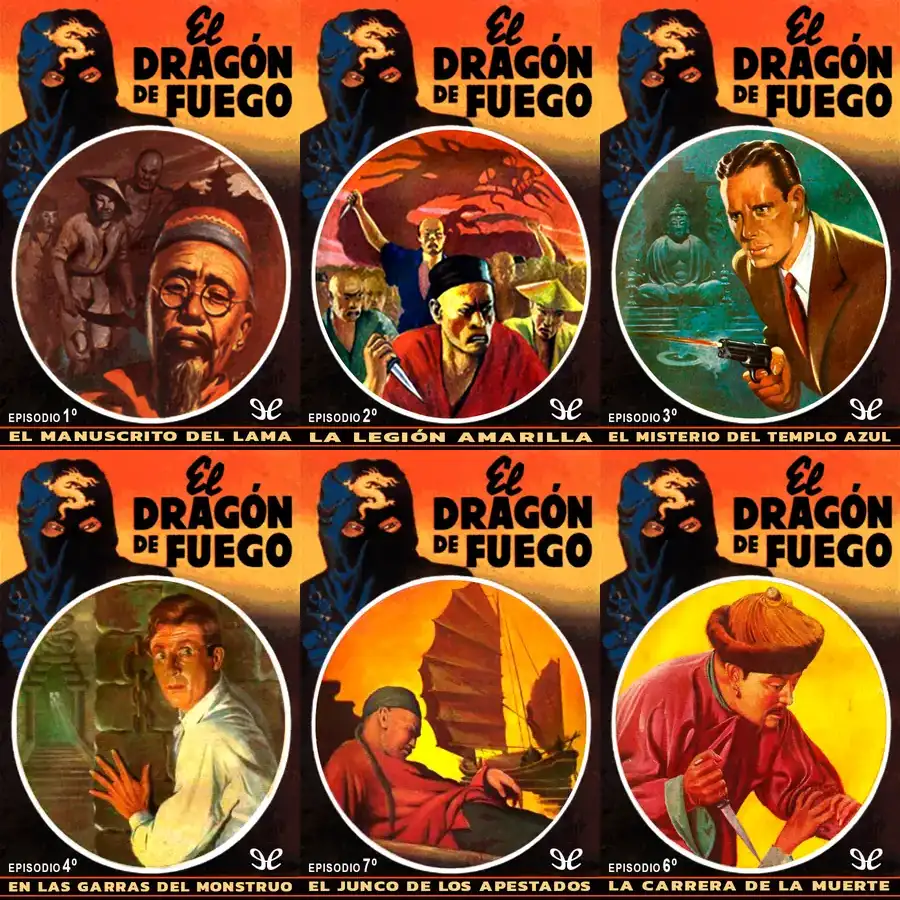 El
DRAGÓN
DE FUEGO
EPISODIO 1º
EL MANUSCRITO DEL LAMA
El
DRAGÓN
DE FUEGO
EPISODIO 2º
LA LEGIÓN AMARILLA
El
DRAGÓN
DE FUEGO
EPISODIO 3º
EL MISTERIO DEL TEMPLO AZUL
El
DRAGÓN
DE FUEGO
EPISODIO 4º
EN LAS GARRAS DEL MONSTRUO
El
DRAGÓN
DE FUEGO
EPISODIO 7º
EL JUNCO DE LOS APESTADOS
El
DRAGÓN
DE FUEGO
EPISODIO 6º
LA CARRERA DE LA MUERTE